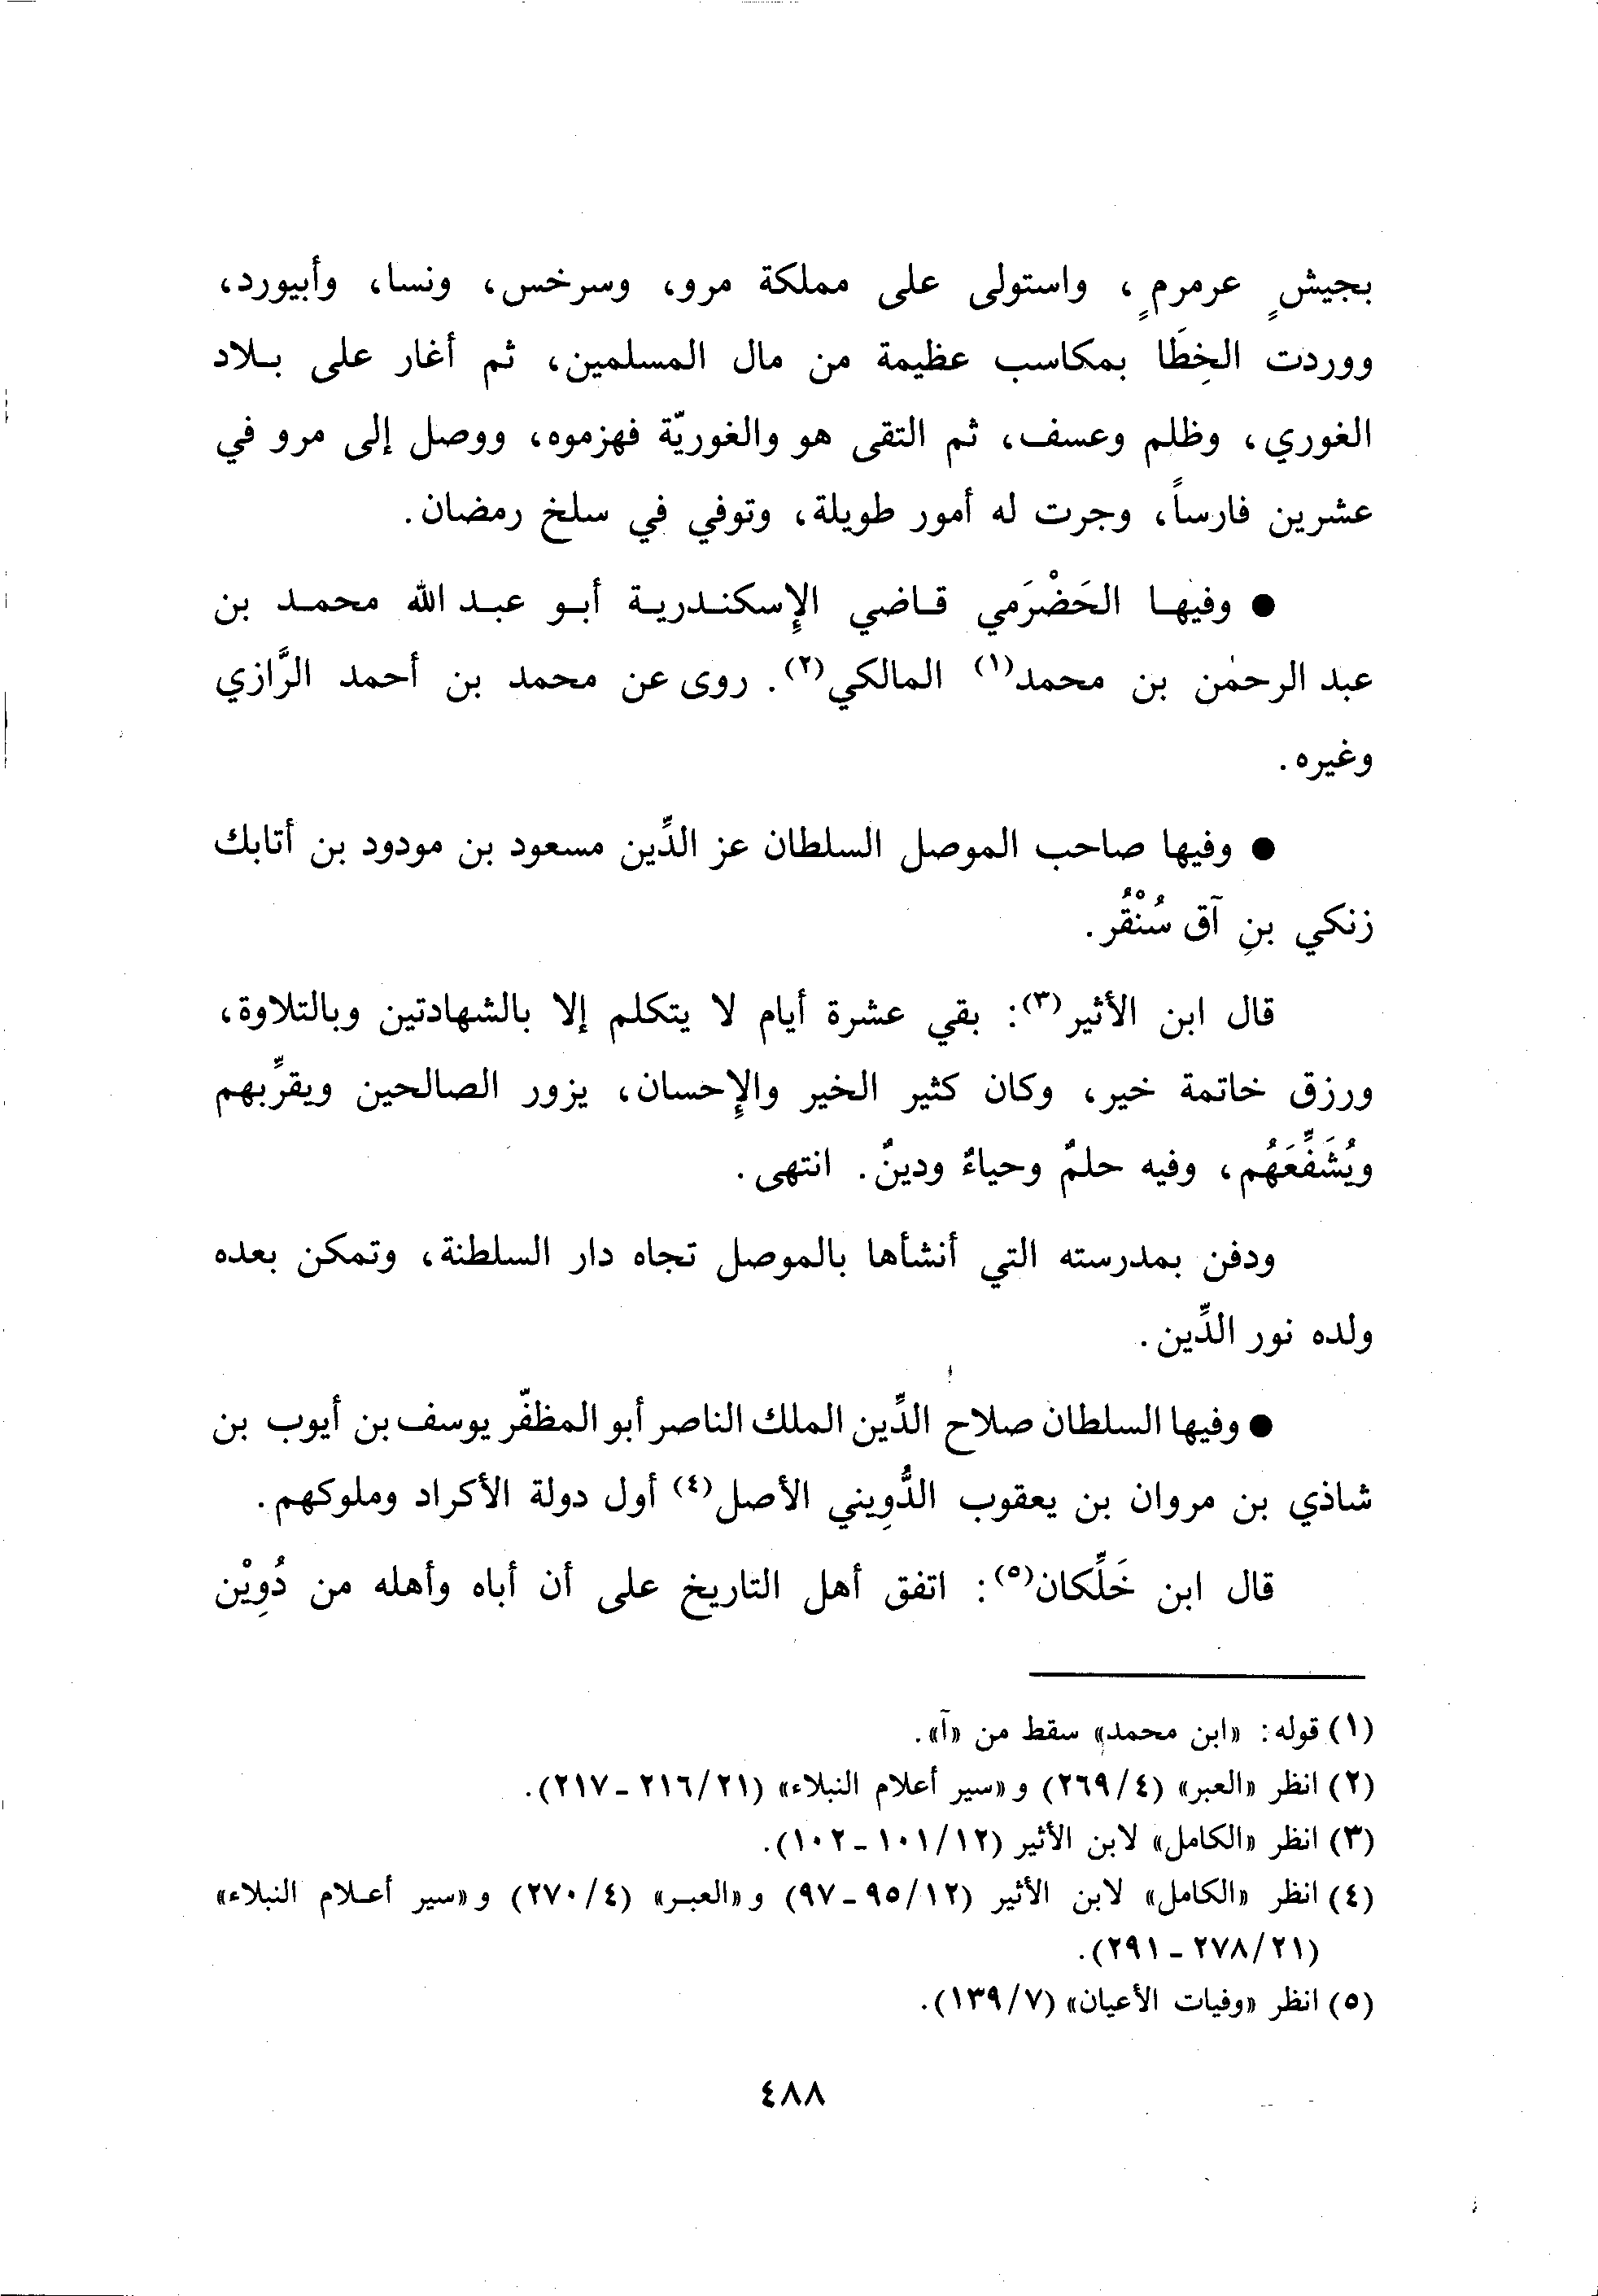 بجيشٍ عرمرمٍ، واستولى على مملكة مرو، وسرخس، ونسا، وأبيورد،
ووردت الخِطَا بمكاسب عظيمة من مال المسلمين، ثم أغار على بلاد
الغوري، وظلم وعسف، ثم التقى هو والغوريّة فهزموه، ووصل إلى مرو في
عشرين فارساً، وجرت له أمور طويلة، وتوفي في سلخ رمضان.
● وفيها الحَضْرَمي قاضي الإِسكندرية أبو عبد الله محمد بن
عبد الرحمٰن بن محمد(١) المالكي(٢). روى عن محمد بن أحمد الرَّازي
وغيره.
● وفيها صاحب الموصل السلطان عز الدِّين مسعود بن مودود بن أتابك
زنكي بنِ آق سُنْقُر.
قال ابن الأثير(٣): بقي عشرة أيام لا يتكلم إلا بالشهادتين وبالتلاوة،
ورزق خاتمة خير، وكان كثير الخير والإِحسان، يزور الصالحين ويقرِّبهم
ويُشَفِّعَهُم، وفيه حلمٌ وحياءٌ ودينٌ. انتهى.
ودفن بمدرسته التي أنشأها بالموصل تجاه دار السلطنة، وتمكن بعده
ولده نور الدِّين.
● وفيها السلطان صلاح الدِّين الملك الناصر أبو المظفّر يوسف بن أيوب بن
شاذي بن مروان بن يعقوب الدُّوِيني الأصل(٤) أول دولة الأكراد وملوكهم.
قال ابن خَلِّكان(٥): اتفق أهل التاريخ على أن أباه وأهله من دُوِيْن
(١) قوله: «ابن محمد» سقط من «آ».
(٢) انظر «العبر» (٢٦٩/٤) و«سير أعلام النبلاء» (٢١٦/٢١ - ٢١٧).
(٣) انظر «الكامل» لابن الأثير (١٠١/١٢ - ١٠٢).
(٤) انظر «الكامل» لابن الأثير (٩٥/١٢ - ٩٧) و«العبر» (٢٧٠/٤) و«سير أعلام النبلاء»
(٢٧٨/٢١ - ٢٩١).
(٥) انظر «وفيات الأعيان» (١٣٩/٧).
٤٨٨